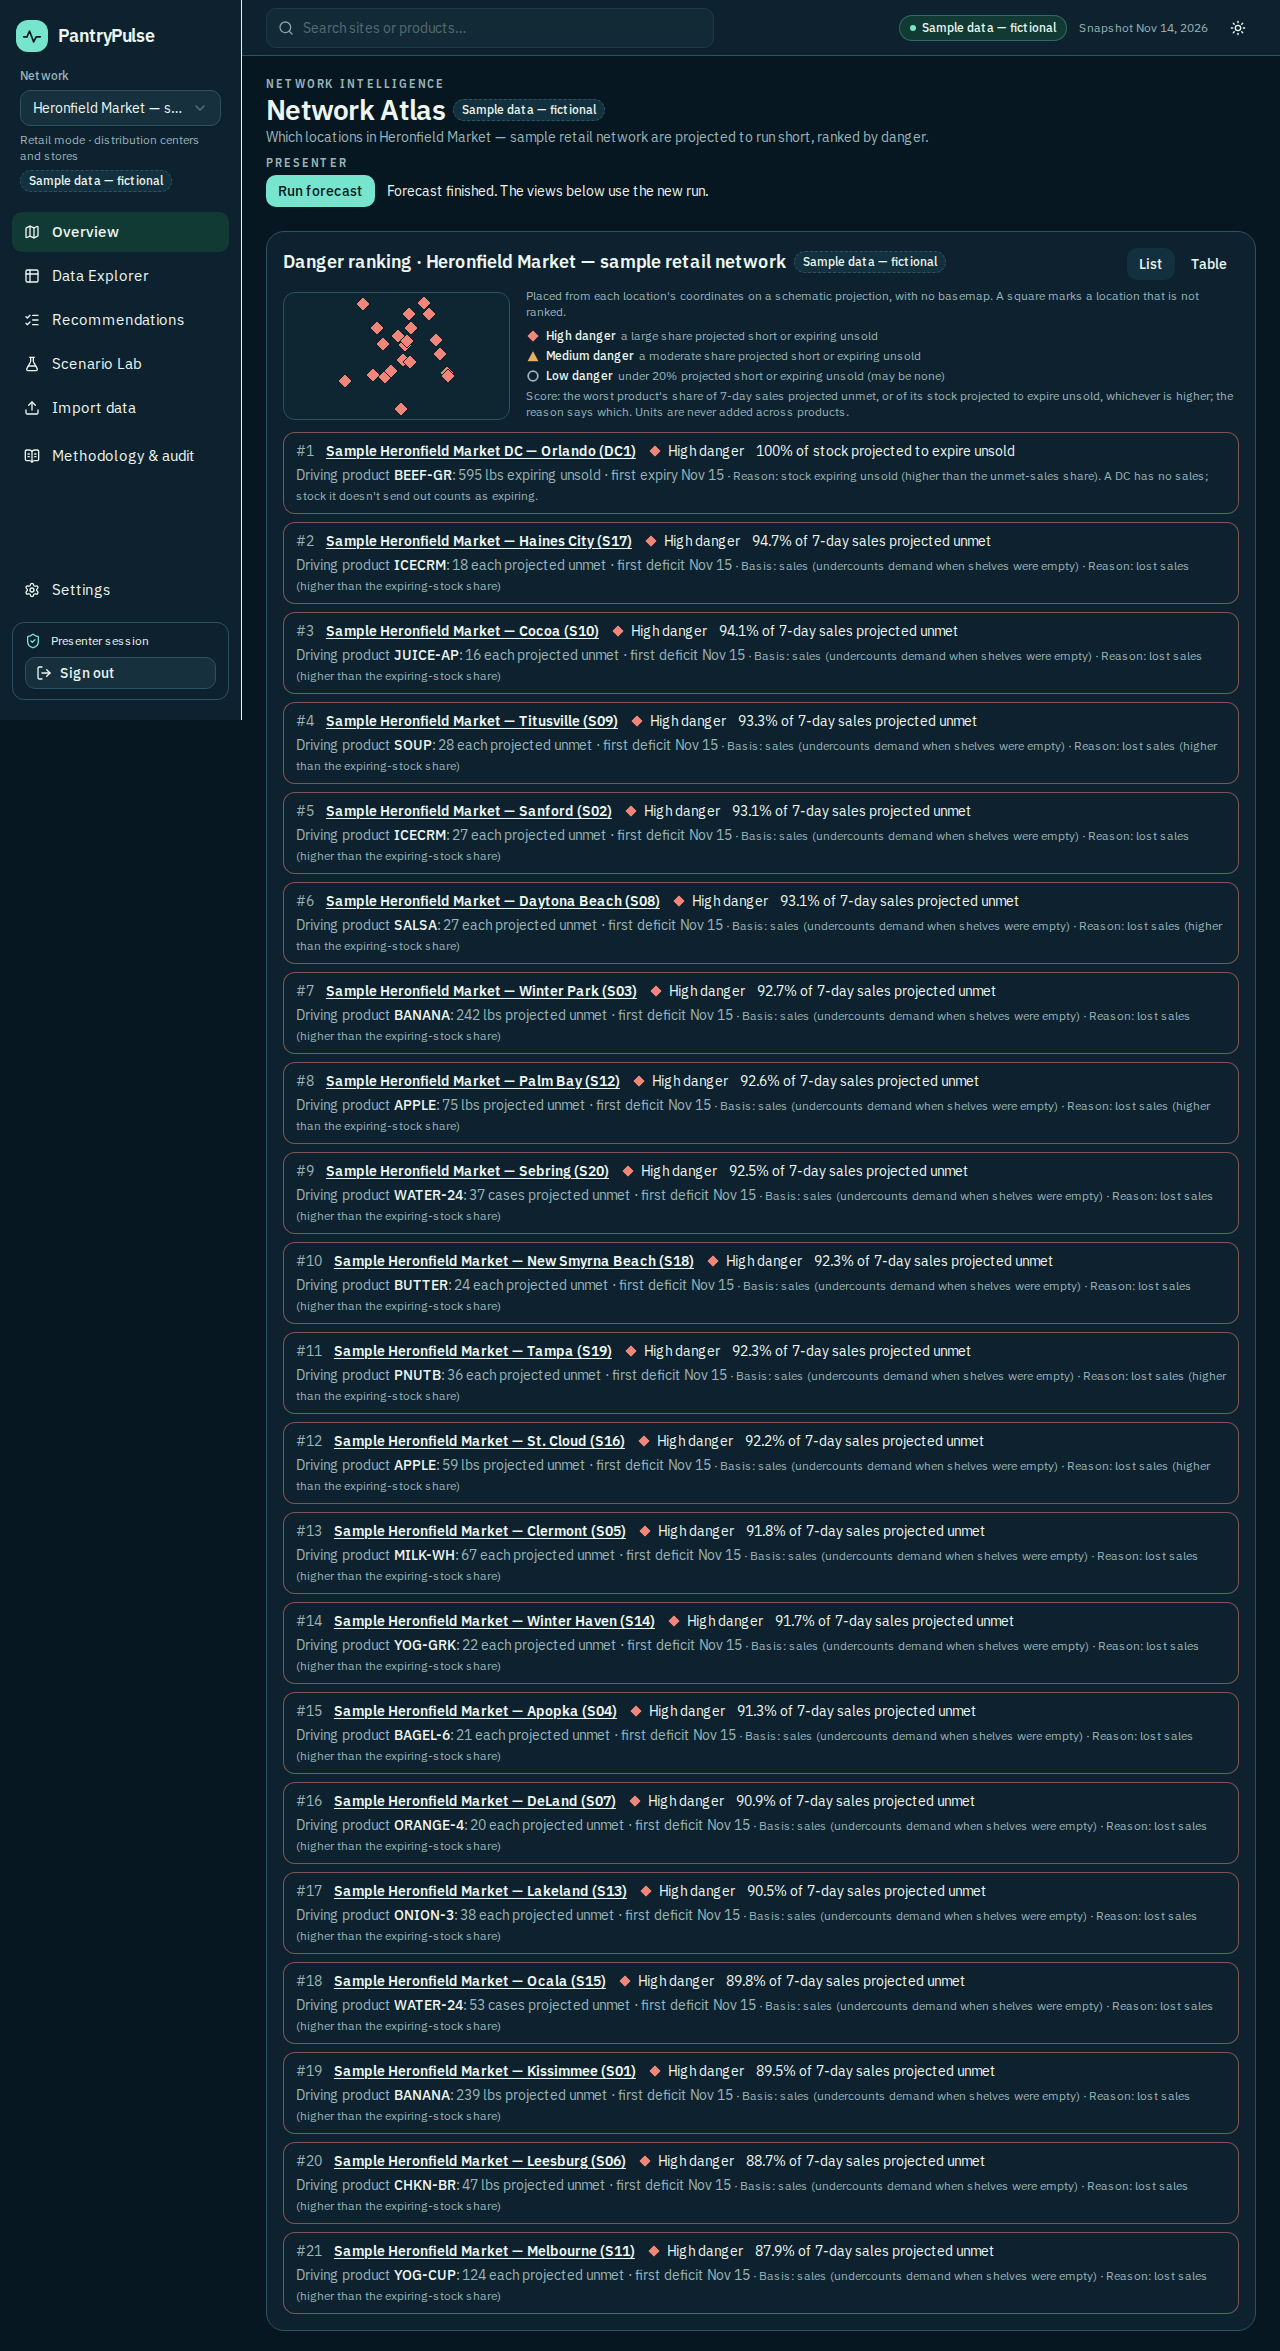 PantryPulse
Network
Heronfield Market — s...
Retail mode · distribution centers
and stores
Sample data — fictional
Overview
Data Explorer
Recommendations
Scenario Lab
Import data
Methodology & audit
Settings
Presenter session
Sign out
Search sites or products...
Sample data — fictional
Snapshot Nov 14, 2026
NETWORK INTELLIGENCE
Network Atlas Sample data — fictional
Which locations in Heronfield Market — sample retail network are projected to run short, ranked by danger.
PRESENTER
Run forecast Forecast finished. The views below use the new run.
Danger ranking · Heronfield Market — sample retail network Sample data — fictional
List Table
Placed from each location's coordinates on a schematic projection, with no basemap. A square marks a location that is not
ranked.
High danger a large share projected short or expiring unsold
Medium danger a moderate share projected short or expiring unsold
Low danger under 20% projected short or expiring unsold (may be none)
Score: the worst product's share of 7-day sales projected unmet, or of its stock projected to expire unsold, whichever is higher; the
reason says which. Units are never added across products.
#1 Sample Heronfield Market DC — Orlando (DC1) High danger 100% of stock projected to expire unsold
Driving product BEEF-GR: 595 lbs expiring unsold · first expiry Nov 15 · Reason: stock expiring unsold (higher than the unmet-sales share). A DC has no sales;
stock it doesn't send out counts as expiring.
#2 Sample Heronfield Market — Haines City (S17) High danger 94.7% of 7-day sales projected unmet
Driving product ICECRM: 18 each projected unmet · first deficit Nov 15 · Basis: sales (undercounts demand when shelves were empty) · Reason: lost sales
(higher than the expiring-stock share)
#3 Sample Heronfield Market — Cocoa (S10) High danger 94.1% of 7-day sales projected unmet
Driving product JUICE-AP: 16 each projected unmet · first deficit Nov 15 · Basis: sales (undercounts demand when shelves were empty) · Reason: lost sales
(higher than the expiring-stock share)
#4 Sample Heronfield Market — Titusville (S09) High danger 93.3% of 7-day sales projected unmet
Driving product SOUP: 28 each projected unmet · first deficit Nov 15 · Basis: sales (undercounts demand when shelves were empty) · Reason: lost sales (higher
than the expiring-stock share)
#5 Sample Heronfield Market — Sanford (S02) High danger 93.1% of 7-day sales projected unmet
Driving product ICECRM: 27 each projected unmet · first deficit Nov 15 · Basis: sales (undercounts demand when shelves were empty) · Reason: lost sales
(higher than the expiring-stock share)
#6 Sample Heronfield Market — Daytona Beach (S08) High danger 93.1% of 7-day sales projected unmet
Driving product SALSA: 27 each projected unmet · first deficit Nov 15 · Basis: sales (undercounts demand when shelves were empty) · Reason: lost sales (higher
than the expiring-stock share)
#7 Sample Heronfield Market — Winter Park (S03) High danger 92.7% of 7-day sales projected unmet
Driving product BANANA: 242 lbs projected unmet · first deficit Nov 15 · Basis: sales (undercounts demand when shelves were empty) · Reason: lost sales
(higher than the expiring-stock share)
#8 Sample Heronfield Market — Palm Bay (S12) High danger 92.6% of 7-day sales projected unmet
Driving product APPLE: 75 lbs projected unmet · first deficit Nov 15 · Basis: sales (undercounts demand when shelves were empty) · Reason: lost sales (higher
than the expiring-stock share)
#9 Sample Heronfield Market — Sebring (S20) High danger 92.5% of 7-day sales projected unmet
Driving product WATER-24: 37 cases projected unmet · first deficit Nov 15 · Basis: sales (undercounts demand when shelves were empty) · Reason: lost sales
(higher than the expiring-stock share)
#10 Sample Heronfield Market — New Smyrna Beach (S18) High danger 92.3% of 7-day sales projected unmet
Driving product BUTTER: 24 each projected unmet · first deficit Nov 15 · Basis: sales (undercounts demand when shelves were empty) · Reason: lost sales
(higher than the expiring-stock share)
#11 Sample Heronfield Market — Tampa (S19) High danger 92.3% of 7-day sales projected unmet
Driving product PNUTB: 36 each projected unmet · first deficit Nov 15 · Basis: sales (undercounts demand when shelves were empty) · Reason: lost sales (higher
than the expiring-stock share)
#12 Sample Heronfield Market — St. Cloud (S16) High danger 92.2% of 7-day sales projected unmet
Driving product APPLE: 59 lbs projected unmet · first deficit Nov 15 · Basis: sales (undercounts demand when shelves were empty) · Reason: lost sales (higher
than the expiring-stock share)
#13 Sample Heronfield Market — Clermont (S05) High danger 91.8% of 7-day sales projected unmet
Driving product MILK-WH: 67 each projected unmet · first deficit Nov 15 · Basis: sales (undercounts demand when shelves were empty) · Reason: lost sales
(higher than the expiring-stock share)
#14 Sample Heronfield Market — Winter Haven (S14) High danger 91.7% of 7-day sales projected unmet
Driving product YOG-GRK: 22 each projected unmet · first deficit Nov 15 · Basis: sales (undercounts demand when shelves were empty) · Reason: lost sales
(higher than the expiring-stock share)
#15 Sample Heronfield Market — Apopka (S04) High danger 91.3% of 7-day sales projected unmet
Driving product BAGEL-6: 21 each projected unmet · first deficit Nov 15 · Basis: sales (undercounts demand when shelves were empty) · Reason: lost sales
(higher than the expiring-stock share)
#16 Sample Heronfield Market — DeLand (S07) High danger 90.9% of 7-day sales projected unmet
Driving product ORANGE-4: 20 each projected unmet · first deficit Nov 15 · Basis: sales (undercounts demand when shelves were empty) · Reason: lost sales
(higher than the expiring-stock share)
#17 Sample Heronfield Market — Lakeland (S13) High danger 90.5% of 7-day sales projected unmet
Driving product ONION-3: 38 each projected unmet · first deficit Nov 15 · Basis: sales (undercounts demand when shelves were empty) · Reason: lost sales
(higher than the expiring-stock share)
#18 Sample Heronfield Market — Ocala (S15) High danger 89.8% of 7-day sales projected unmet
Driving product WATER-24: 53 cases projected unmet · first deficit Nov 15 · Basis: sales (undercounts demand when shelves were empty) · Reason: lost sales
(higher than the expiring-stock share)
#19 Sample Heronfield Market — Kissimmee (S01) High danger 89.5% of 7-day sales projected unmet
Driving product BANANA: 239 lbs projected unmet · first deficit Nov 15 · Basis: sales (undercounts demand when shelves were empty) · Reason: lost sales
(higher than the expiring-stock share)
#20 Sample Heronfield Market — Leesburg (S06) High danger 88.7% of 7-day sales projected unmet
Driving product CHKN-BR: 47 lbs projected unmet · first deficit Nov 15 · Basis: sales (undercounts demand when shelves were empty) · Reason: lost sales
(higher than the expiring-stock share)
#21 Sample Heronfield Market — Melbourne (S11) High danger 87.9% of 7-day sales projected unmet
Driving product YOG-CUP: 124 each projected unmet · first deficit Nov 15 · Basis: sales (undercounts demand when shelves were empty) · Reason: lost sales
(higher than the expiring-stock share)